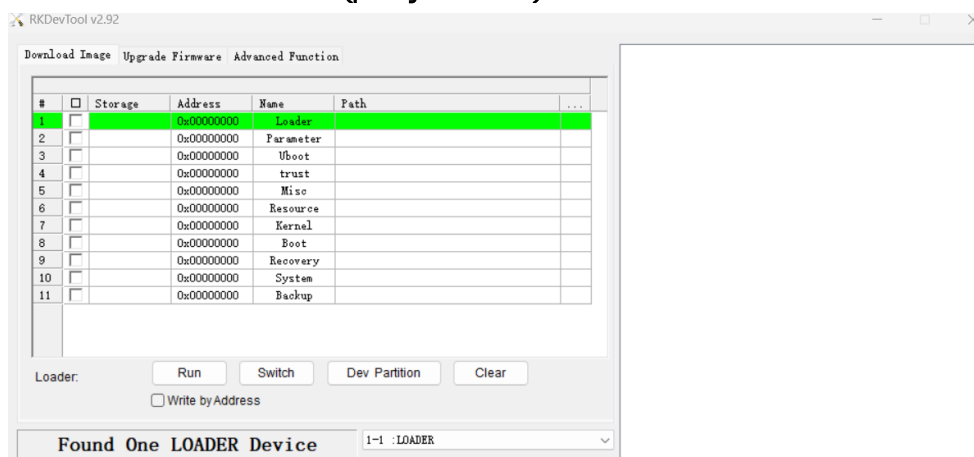 RKDevTool v2.92
Download Image Upgrade Firmware Advanced Function
# Storage Address Name Path ...
1 0x00000000 Loader
2 0x00000000 Parameter
3 0x00000000 Uboot
4 0x00000000 trust
5 0x00000000 Misc
6 0x00000000 Resource
7 0x00000000 Kernel
8 0x00000000 Boot
9 0x00000000 Recovery
10 0x00000000 System
11 0x00000000 Backup
Loader: Run Switch Dev Partition Clear
Write by Address
Found One LOADER Device 1-1 :LOADER